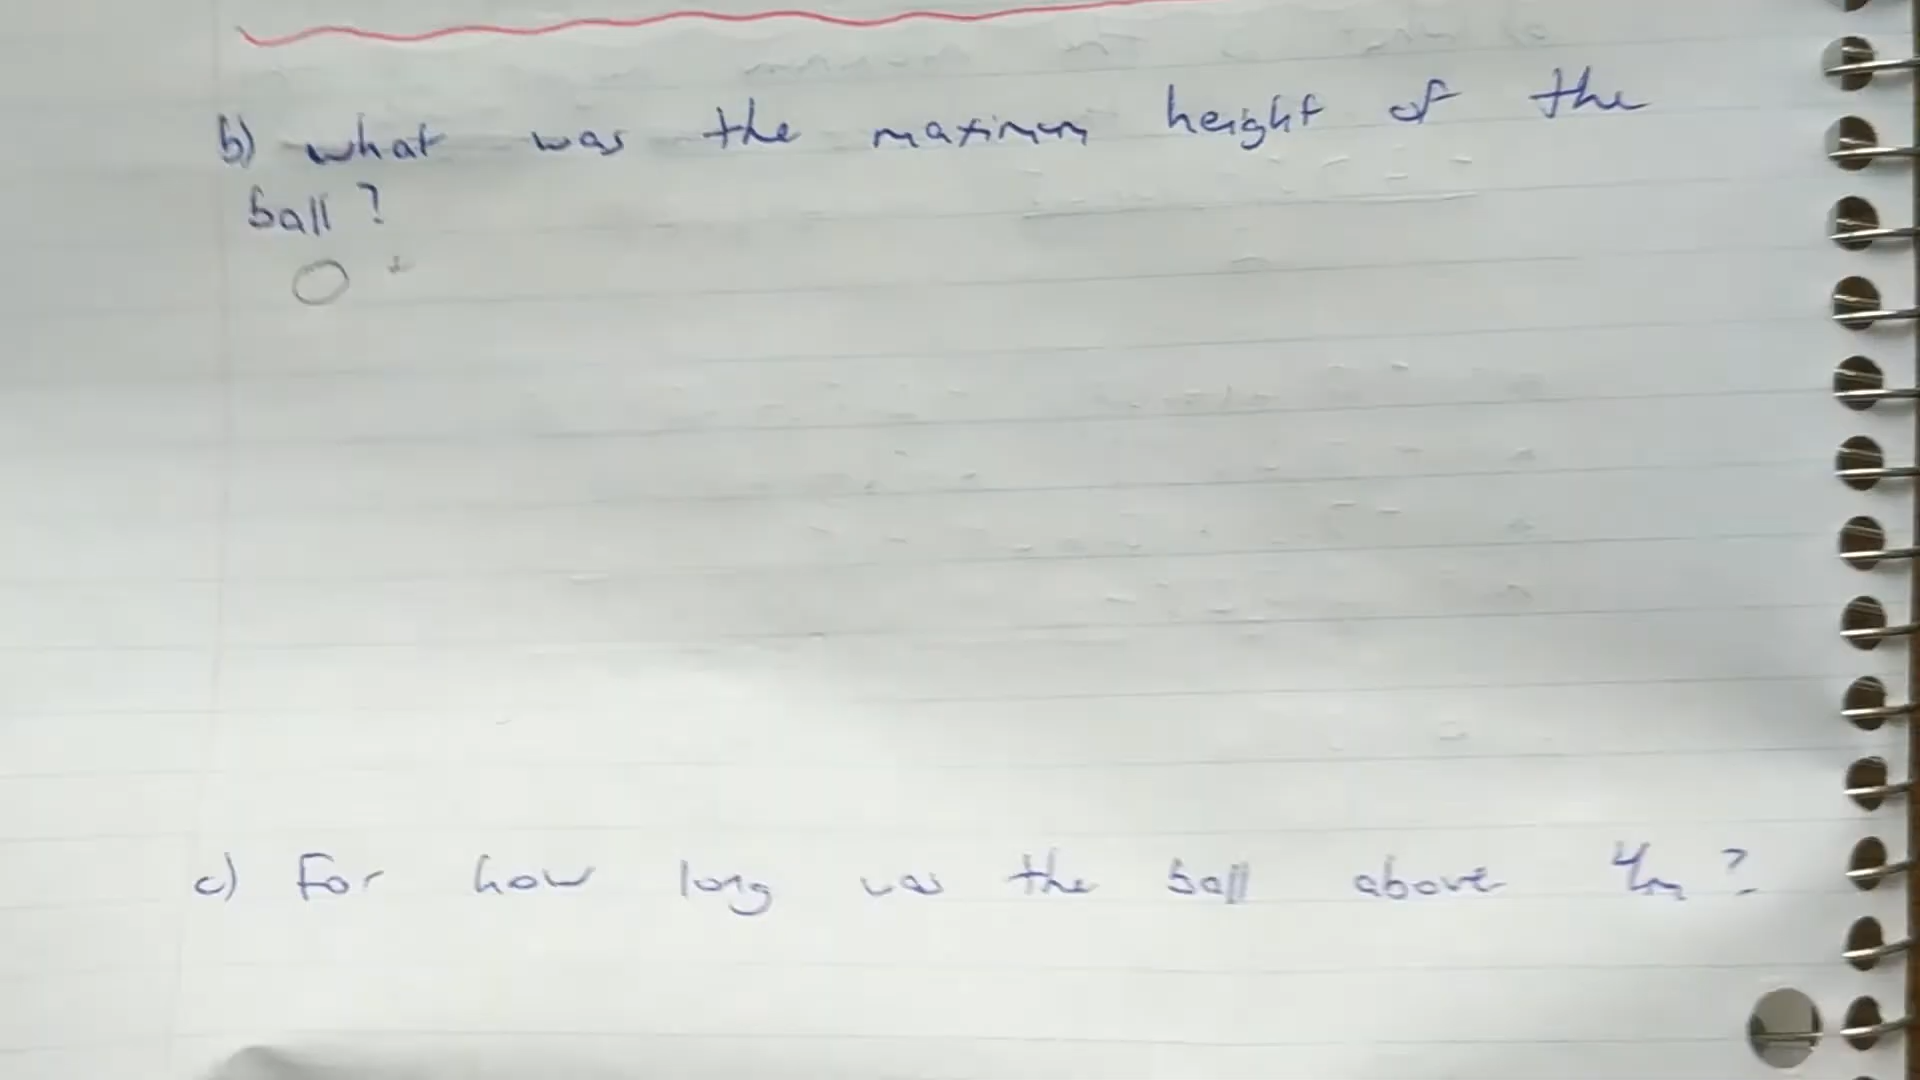 b) what was the maximum height of the
ball ?
c) For how long was the ball above 4m ?